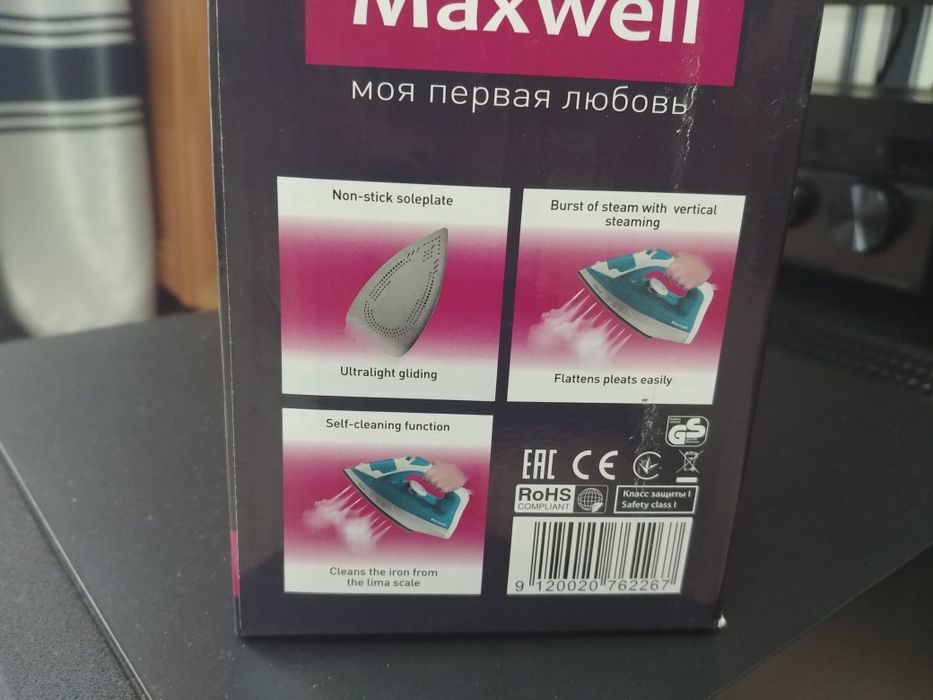 Maxwell
моя первая любовь
Non-stick soleplate
Ultralight gliding
Burst of steam with vertical
steaming
Flattens pleats easily
Self-cleaning function
Cleans the iron from
the lima scale
GS
EAC CE
RoHS
COMPLIANT
Класс защиты I
Safety class I
9 120020 762267